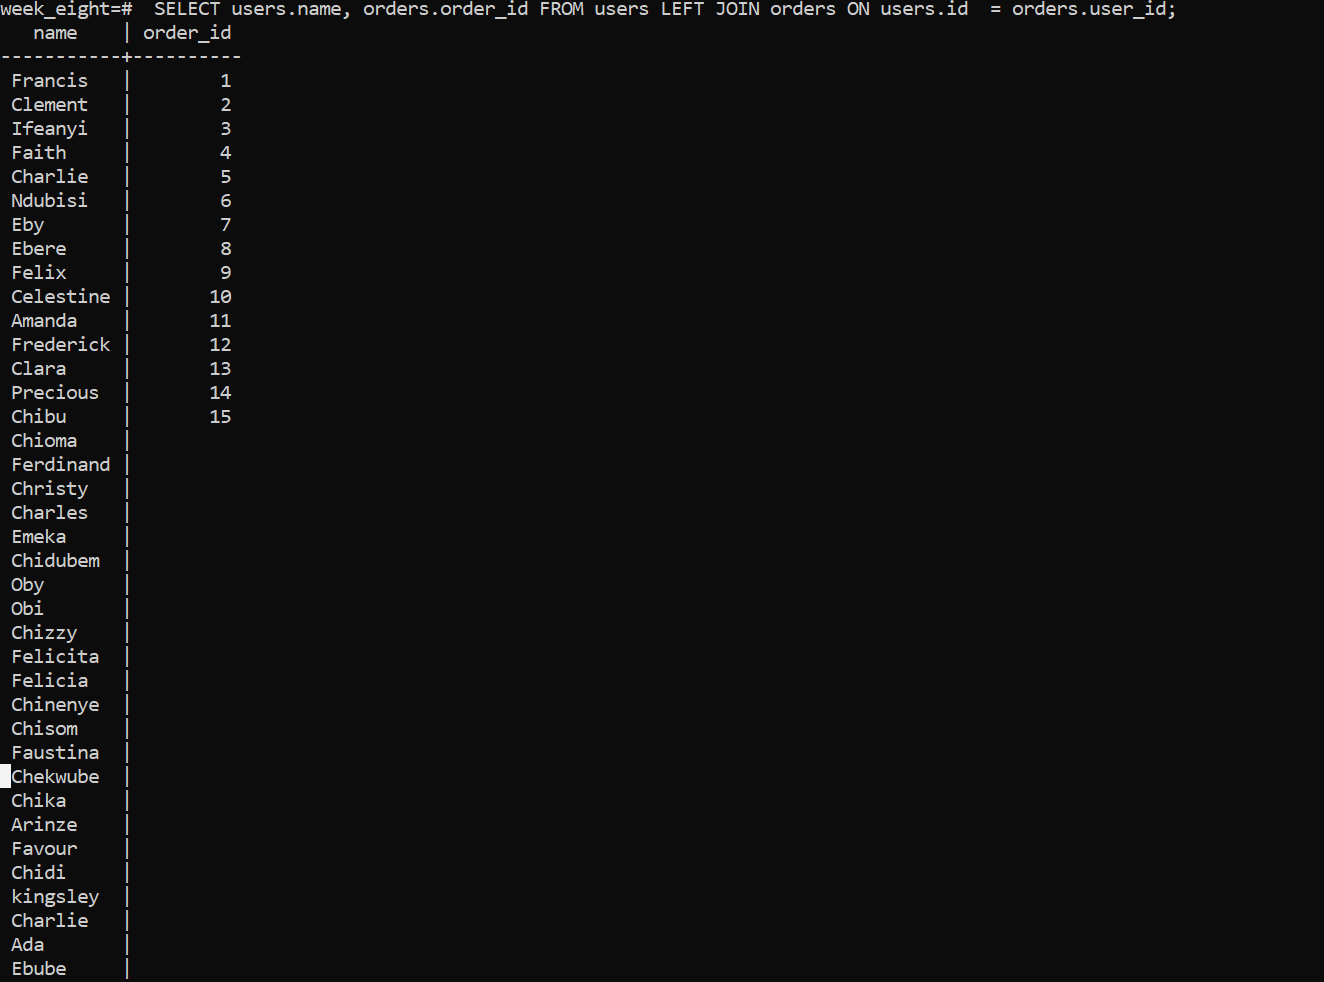 week_eight=#  SELECT users.name, orders.order_id FROM users LEFT JOIN orders ON users.id  = orders.user_id;
   name    | order_id
-----------+----------
 Francis   |        1
 Clement   |        2
 Ifeanyi   |        3
 Faith     |        4
 Charlie   |        5
 Ndubisi   |        6
 Eby       |        7
 Ebere     |        8
 Felix     |        9
 Celestine |       10
 Amanda    |       11
 Frederick |       12
 Clara     |       13
 Precious  |       14
 Chibu     |       15
 Chioma    |
 Ferdinand |
 Christy   |
 Charles   |
 Emeka     |
 Chidubem  |
 Oby       |
 Obi       |
 Chizzy    |
 Felicita  |
 Felicia   |
 Chinenye  |
 Chisom    |
 Faustina  |
 Chekwube  |
 Chika     |
 Arinze    |
 Favour    |
 Chidi     |
 kingsley  |
 Charlie   |
 Ada       |
 Ebube     |